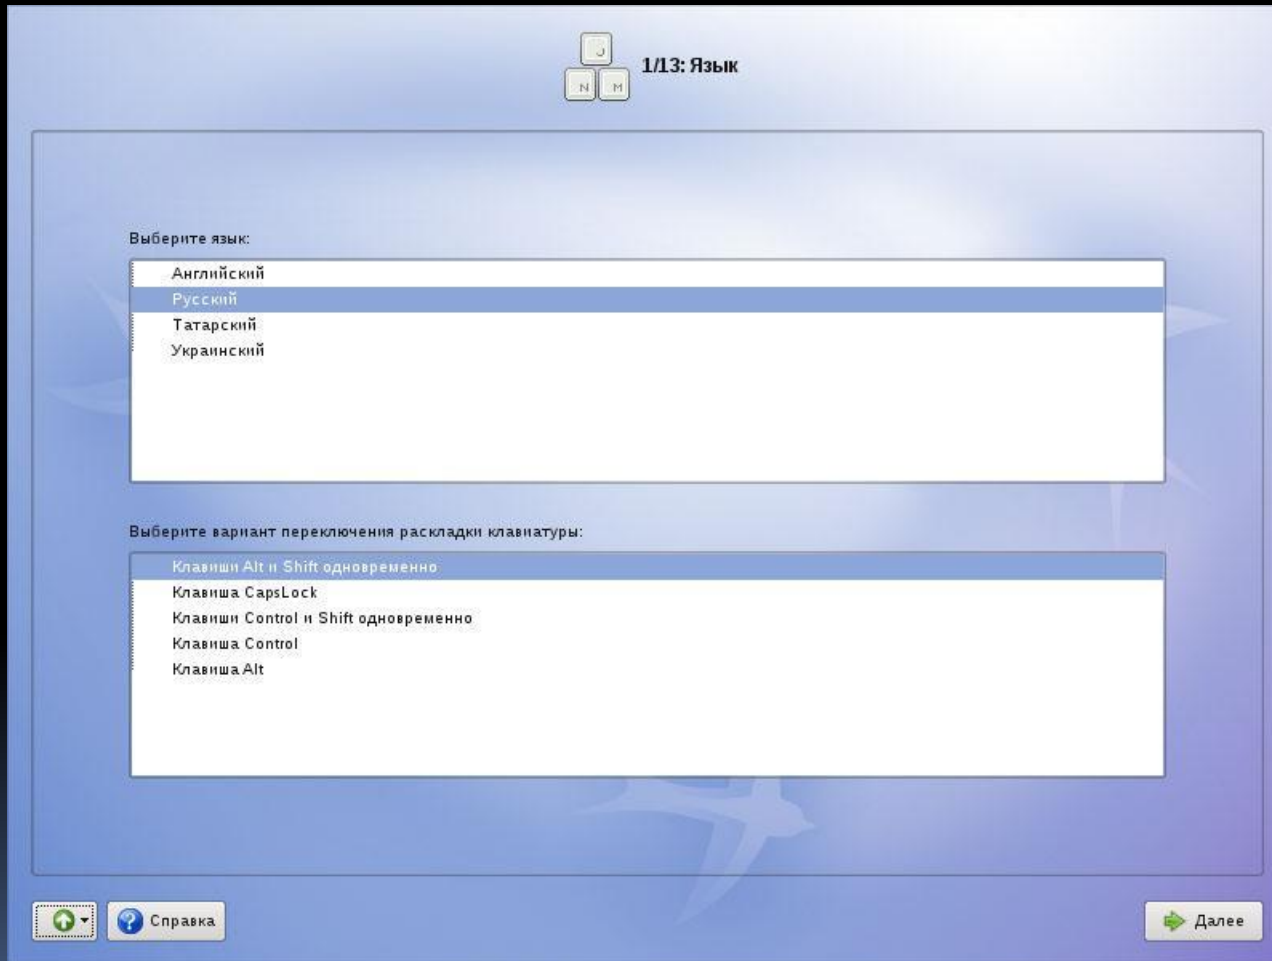 J
1/13: Язык
N M
Выберите язык:
Английский
Русский
Татарский
Украинский
Выберите вариант переключения раскладки клавиатуры:
Клавиши Alt и Shift одновременно
Клавиша CapsLock
Клавиши Control и Shift одновременно
Клавиша Control
Клавиша Alt
Справка
Далее